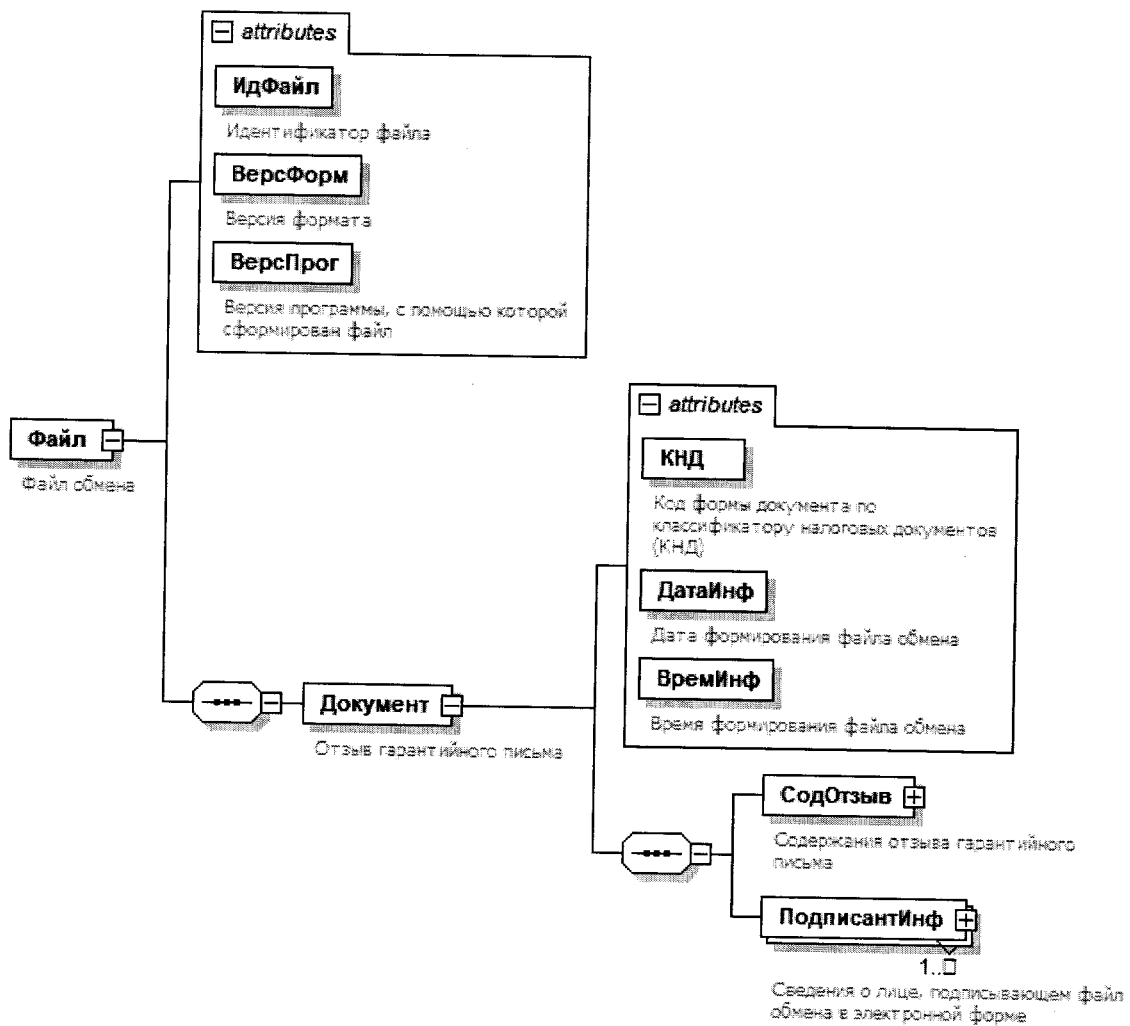 attributes
ИдФайл
Идентификатор файла
ВерсФорм
Версия формата
ВерсПрог
Версия программы, с помощью которой
сформирован файл
Файл
Файл обмена
attributes
КНД
Код формы документа по
классификатору налоговых документов
(КНД)
ДатаИнф
Дата формирования файла обмена
ВремИнф
Время формирования файла обмена
Документ
Отзыв гарантийного письма
СодОтзыв
Содержания отзыва гарантийного
письма
ПодписантИнф
1..□
Сведения о лице, подписывающем файл
обмена в электронной форме